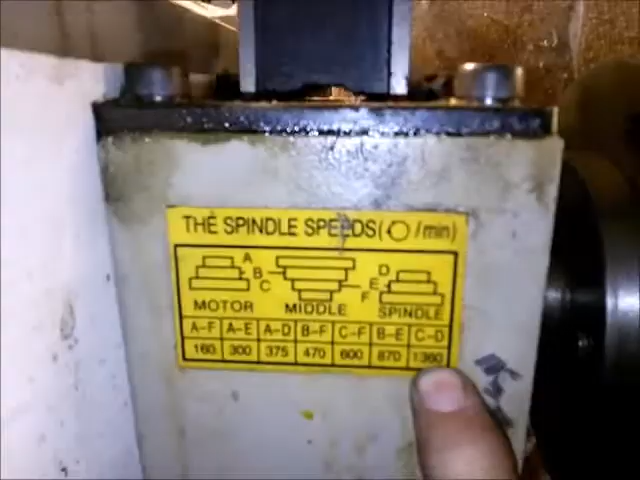 THE SPINDLE SPEEDS(⟳/min)
A B C
D E F
MOTOR MIDDLE SPINDLE
A-F A-E A-D B-F C-F B-E C-D
160 300 375 470 600 870 1360